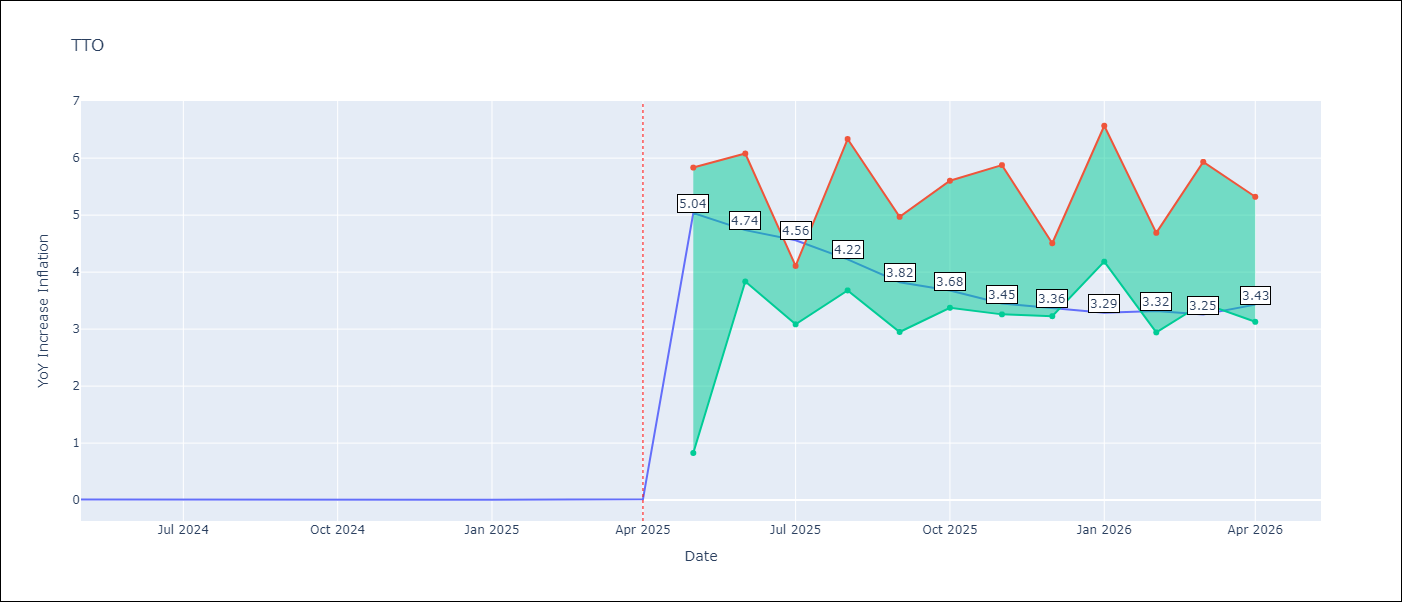 TTO
YoY Increase Inflation
7
6
5
4
3
2
1
0
5.04
4.74
4.56
4.22
3.82
3.68
3.45
3.36
3.29
3.32
3.25
3.43
Jul 2024
Oct 2024
Jan 2025
Apr 2025
Jul 2025
Oct 2025
Jan 2026
Apr 2026
Date